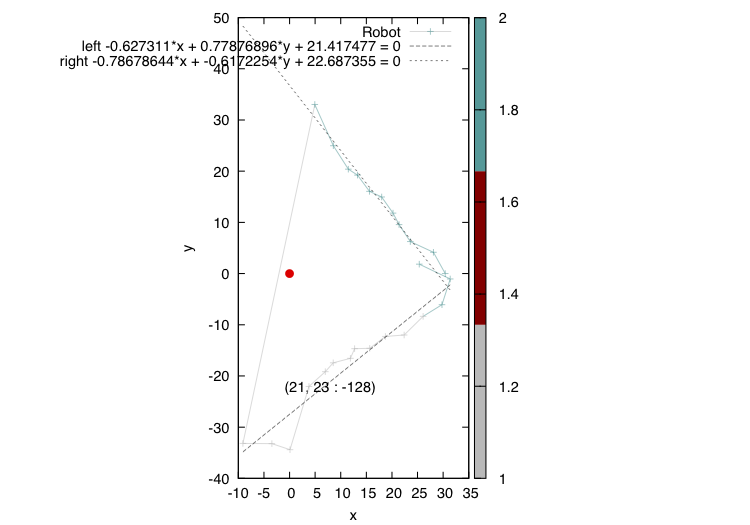 50
Robot
left -0.627311*x + 0.77876896*y + 21.417477 = 0
right -0.78678644*x + -0.6172254*y + 22.687355 = 0
40
30
20
10
0
-10
-20
-30
-40
y
(21, 23 : -128)
-10 -5 0 5 10 15 20 25 30 35
x
2
1.8
1.6
1.4
1.2
1